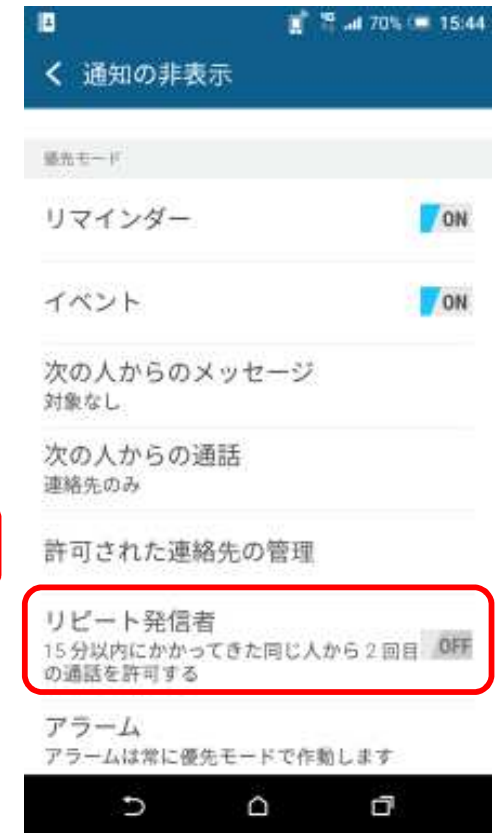 70% 15:44
通知の非表示
優先モード
リマインダー ON
イベント ON
次の人からのメッセージ
対象なし
次の人からの通話
連絡先のみ
許可された連絡先の管理
リピート発信者
15分以内にかかってきた同じ人から2回目 OFF
の通話を許可する
アラーム
アラームは常に優先モードで作動します